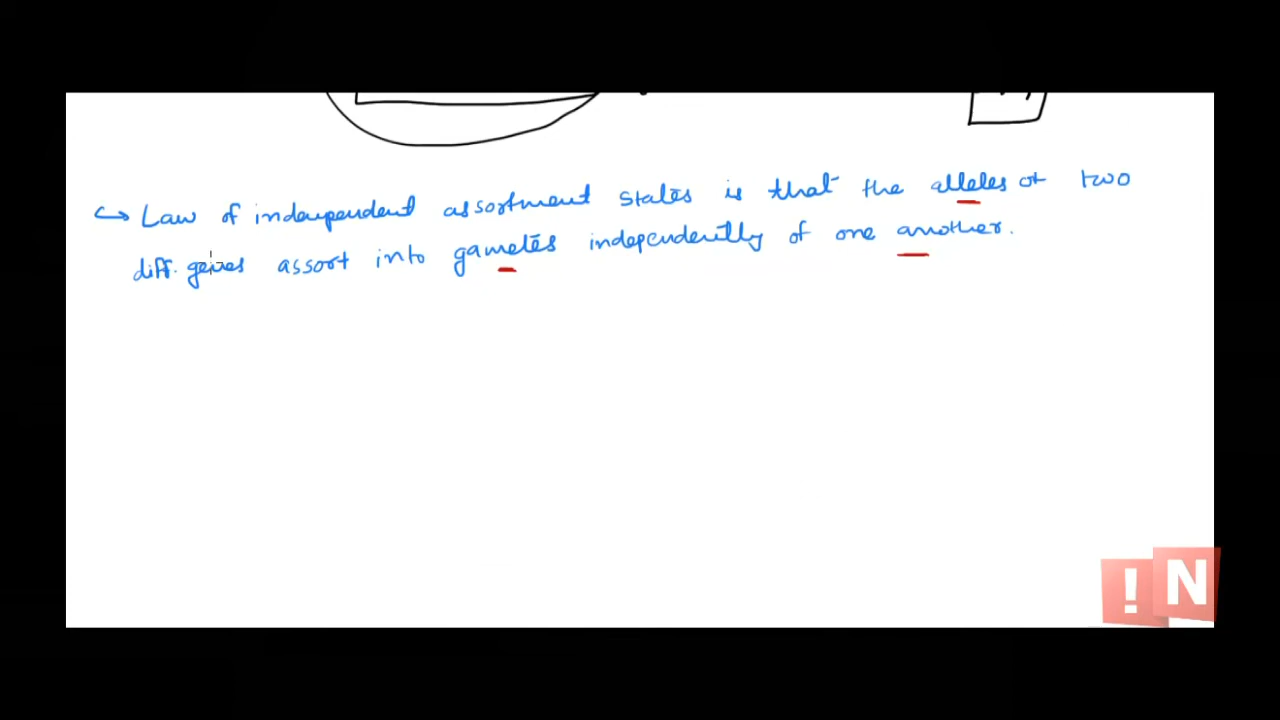 ↪ Law of independent assortment states is that the alleles of two
diff. genes assort into gametes independently of one another.
!N